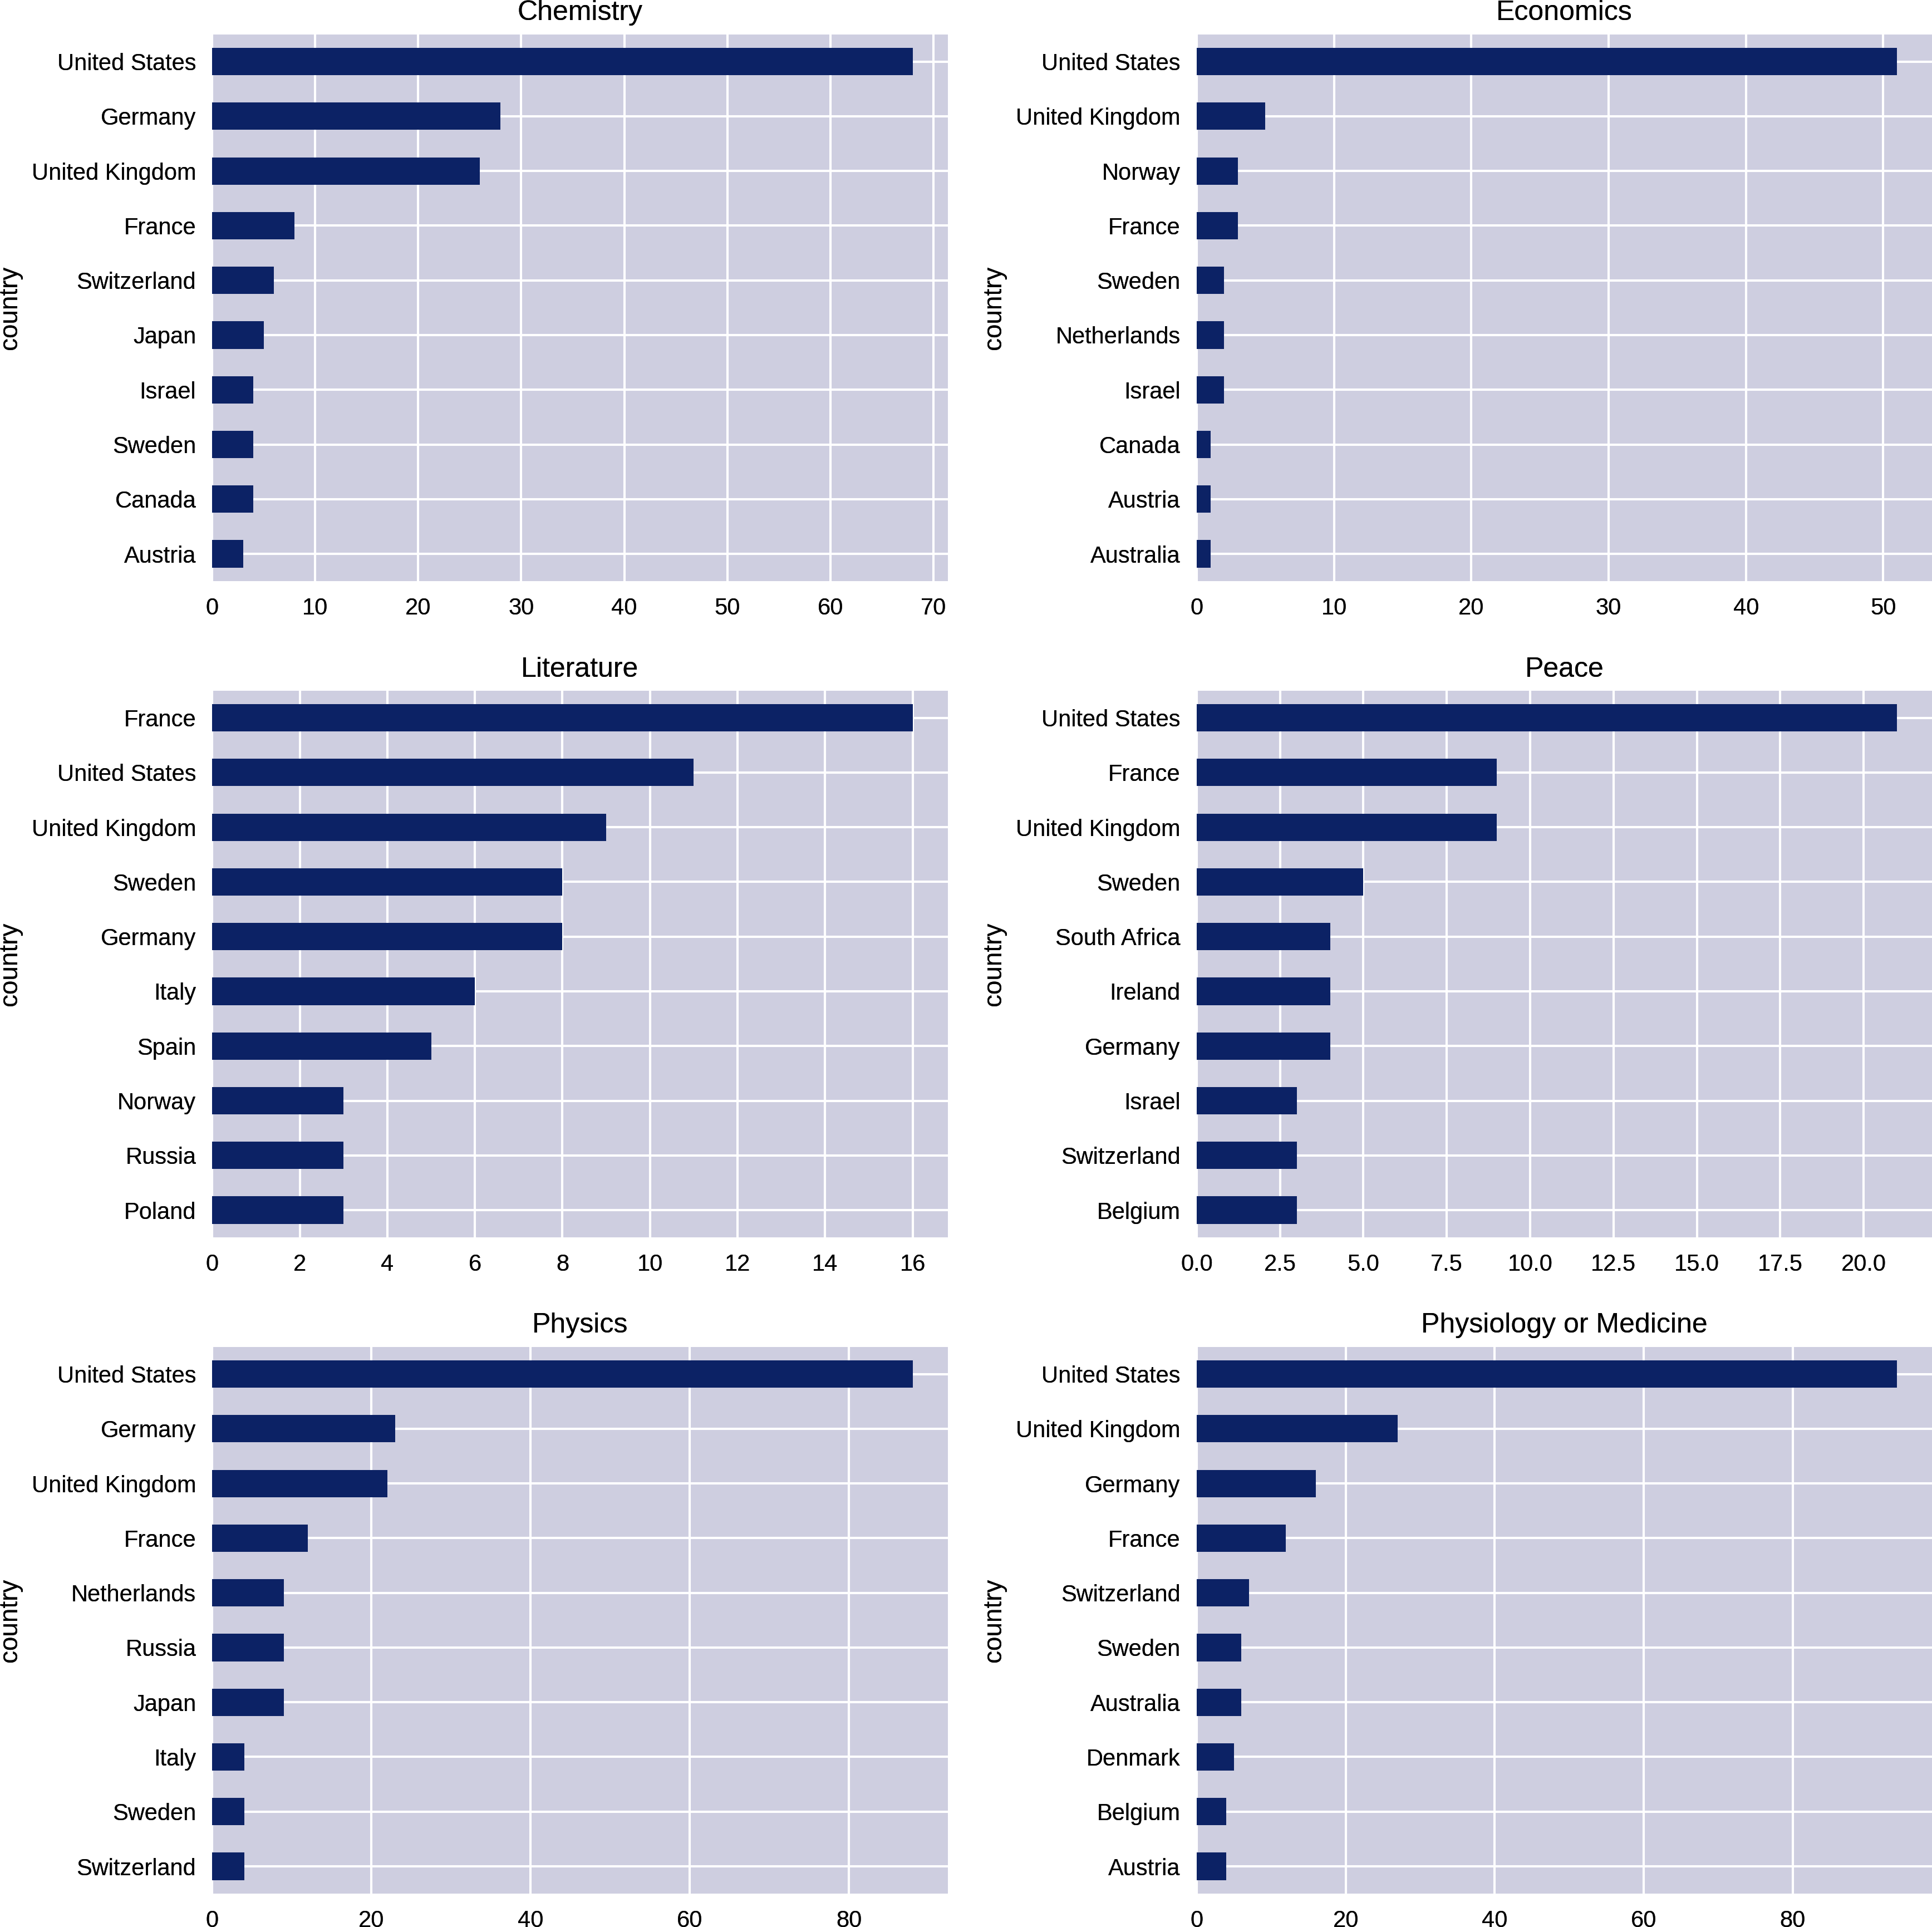 Chemistry
country
United States
Germany
United Kingdom
France
Switzerland
Japan
Israel
Sweden
Canada
Austria
0 10 20 30 40 50 60 70
Economics
country
United States
United Kingdom
Norway
France
Sweden
Netherlands
Israel
Canada
Austria
Australia
0 10 20 30 40 50
Literature
country
France
United States
United Kingdom
Sweden
Germany
Italy
Spain
Norway
Russia
Poland
0 2 4 6 8 10 12 14 16
Peace
country
United States
France
United Kingdom
Sweden
South Africa
Ireland
Germany
Israel
Switzerland
Belgium
0.0 2.5 5.0 7.5 10.0 12.5 15.0 17.5 20.0
Physics
country
United States
Germany
United Kingdom
France
Netherlands
Russia
Japan
Italy
Sweden
Switzerland
0 20 40 60 80
Physiology or Medicine
country
United States
United Kingdom
Germany
France
Switzerland
Sweden
Australia
Denmark
Belgium
Austria
0 20 40 60 80